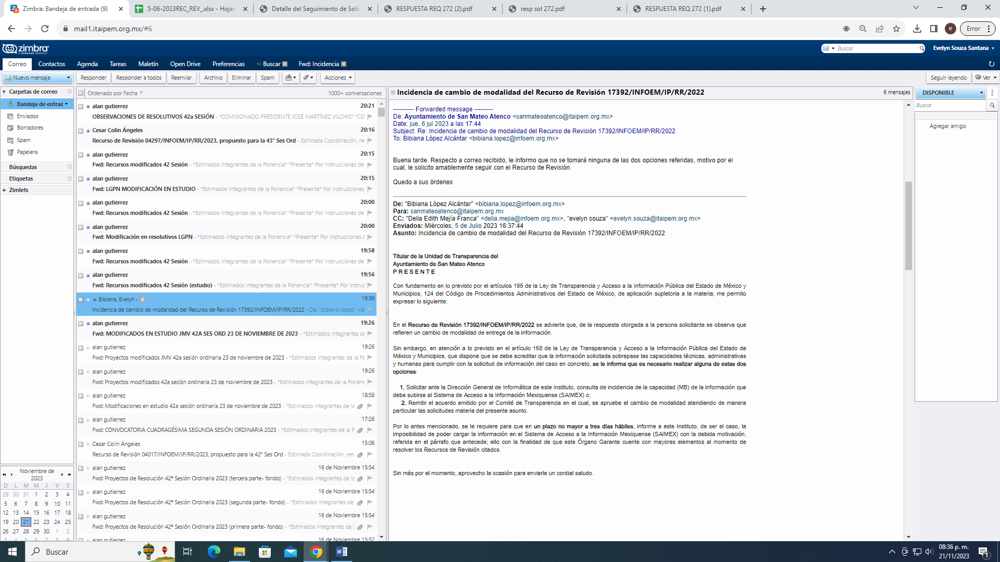 Zimbra: Bandeja de entrada (9)
5-06-2023REC_REV_.xlsx - Hojas
Detalle del Seguimiento de Solic
RESPUESTA REQ 272 (2).pdf
resp sol 272.pdf
RESPUESTA REQ 272 (1).pdf
mail1.itaipem.org.mx/#6
e
Error
zimbra
A SYNACOR PRODUCT
Buscar
Evelyn Souza Santana
Correo
Contactos
Agenda
Tareas
Maletín
Open Drive
Preferencias
Buscar
Fwd: Incidencia
Nuevo mensaje
Responder
Responder a todos
Reenviar
Archivo
Eliminar
Spam
Acciones
Seguir leyendo
Ver
Carpetas de correo
Bandeja de entrad
Enviados
Borradores
Spam
Papelera
Búsquedas
Etiquetas
Zimlets
Ordenado por Fecha
1000+ conversaciones
alan gutierrez 20:21
OBSERVACIONES DE RESOLUTIVOS 42a SESIÓN - *COMISIONADO PRESIDENTE JOSÉ MARTÍNEZ VILCHIS* *CO
Cesar Colin Ángeles 20:16
Recurso de Revisión 04297/INFOEM/IP/RR/2023, propuesto para la 43° Ses Ord - Estimada Coordinación, re
alan gutierrez 20:15
Fwd: Recursos modificados 42 Sesión - *Estimados integrantes de la Ponencia* *Presente* Por instrucciones de
alan gutierrez 20:15
Fwd: LGPN MODIFICACIÓN EN ESTUDIO - *Estimados integrantes de la Ponencia* *Presente* Por instrucciones
alan gutierrez 20:00
Fwd: Recursos modificados 42 Sesión - *Estimados integrantes de la Ponencia* *Presente* Por instrucciones de
alan gutierrez 20:00
Fwd: Modificación en resolutivos LGPN - *Estimados integrantes de la Ponencia* *Presente* Por instrucciones c
alan gutierrez 19:58
Fwd: Recursos modificados 42 Sesión - *Estimados integrantes de la Ponencia* *Presente* Por instrucciones de
alan gutierrez 19:56
Fwd: Recursos modificados 42 Sesión (estudio) - *Estimados integrantes de la Ponencia* *Presente* Por instruc
Bibiana, Evelyn - 6 19:36
Incidencia de cambio de modalidad del Recurso de Revisión 17392/INFOEM/IP/RR/2022 - De: "bibiana lopez" <bi
alan gutierrez 19:26
Fwd: MODIFICADOS EN ESTUDIO JMV 42A SES ORD 23 DE NOVIEMBRE DE 2023 - *Estimados integrantes de
alan gutierrez 19:26
Fwd: Proyectos modificados JMV 42a sesión ordinaria 23 de noviembre de 2023 - *Estimados integrantes de la Pc
alan gutierrez 19:26
Fwd: Proyectos modificados 42a sesión ordinaria 23 de noviembre de 2023 - *Estimados integrantes de la Ponenc
alan gutierrez 18:58
Fwd: Modificaciones en estudio 42a sesión ordinaria 23 de noviembre de 2023 - *Estimados integrantes de la
alan gutierrez 17:26
Fwd: CONVOCATORIA CUADRAGÉSIMA SEGUNDA SESIÓN ORDINARIA 2023 - *Estimados integrantes de la P
Cesar Colin Ángeles 15:06
Recurso de Revisión 04017/INFOEM/IP/RR/2023, propuesto para la 42° Ses Ord - Estimada Coordinación, rem
alan gutierrez 16 de Noviembre 15:54
Fwd: Proyectos de Resolución 42ª Sesión Ordinaria 2023 (tercera parte- fondo) - *Estimados integrantes de la
alan gutierrez 16 de Noviembre 15:54
Fwd: Proyectos de Resolución 42ª Sesión Ordinaria 2023 (segunda parte- fondo) - *Estimados integrantes de
alan gutierrez 16 de Noviembre 15:54
Fwd: Proyectos de Resolución 42ª Sesión Ordinaria 2023 (primera parte- fondo) - *Estimados integrantes de
alan gutierrez 16 de Noviembre 15:52
Incidencia de cambio de modalidad del Recurso de Revisión 17392/INFOEM/IP/RR/2022
6 mensajes
---------- Forwarded message ---------
De: Ayuntamiento de San Mateo Atenco <sanmateoatenco@itaipem.org.mx>
Date: jue, 6 jul 2023 a las 17:44
Subject: Re: Incidencia de cambio de modalidad del Recurso de Revisión 17392/INFOEM/IP/RR/2022
To: Bibiana López Alcántar <bibiana.lopez@infoem.org.mx>
Buena tarde. Respecto a correo recibido, le informo que no se tomará ninguna de las dos opciones referidas, motivo por el
cual, le solicito amablemente seguir con el Recurso de Revisión.
Quedo a sus órdenes
De: "Bibiana López Alcántar" <bibiana.lopez@infoem.org.mx>
Para: sanmateoatenco@itaipem.org.mx
CC: "Delia Edith Mejía Franca" <delia.mejia@infoem.org.mx>, "evelyn souza" <evelyn.souza@itaipem.org.mx>
Enviados: Miércoles, 5 de Julio 2023 16:37:44
Asunto: Incidencia de cambio de modalidad del Recurso de Revisión 17392/INFOEM/IP/RR/2022
Titular de la Unidad de Transparencia del
Ayuntamiento de San Mateo Atenco
P R E S E N T E
Con fundamento en lo previsto por el artículos 195 de la Ley de Transparencia y Acceso a la Información Pública del Estado de México y
Municipios; 124 del Código de Procedimientos Administrativos del Estado de México, de aplicación supletoria a la materia; me permito
expresar lo siguiente:
En el Recurso de Revisión 17392/INFOEM/IP/RR/2022 se advierte que, de la respuesta otorgada a la persona solicitante se observa que
refieren un cambio de modalidad de entrega de la información.
Sin embargo, en atención a lo previsto en el artículo 158 de la Ley de Transparencia y Acceso a la Información Pública del Estado de
México y Municipios, que dispone que se debe acreditar que la información solicitada sobrepase las capacidades técnicas, administrativas
y humanas para cumplir con la solicitud de información del caso en concreto, se le informa que es necesario realizar alguna de estas dos
opciones:
1. Solicitar ante la Dirección General de Informática de este Instituto, consulta de incidencia de la capacidad (MB) de la información que
debe subirse al Sistema de Acceso a la Información Mexiquense (SAIMEX) o;
2. Remitir el acuerdo emitido por el Comité de Transparencia en el cual, se apruebe el cambio de modalidad atendiendo de manera
particular las solicitudes materia del presente asunto.
Por lo antes mencionado, se le requiere para que en un plazo no mayor a tres días hábiles, informe a este Instituto, de ser el caso, la
imposibilidad de poder cargar la información en el Sistema de Acceso a la Información Mexiquense (SAIMEX) con la debida motivación,
referida en el párrafo que antecede; ello con la finalidad de que este Órgano Garante cuente con mayores elementos al momento de
resolver los Recursos de Revisión citados.
Sin más por el momento, aprovecho la ocasión para enviarle un cordial saludo.
DISPONIBLE
Buscar
Agregar amigo
Noviembre de
2023
D L M M J V S
29 30 31 1 2 3 4
5 6 7 8 9 10 11
12 13 14 15 16 17 18
19 20 21 22 23 24 25
26 27 28 29 30 1 2
3 4 5 6 7 8 9
Buscar
08:36 p. m.
21/11/2023
1